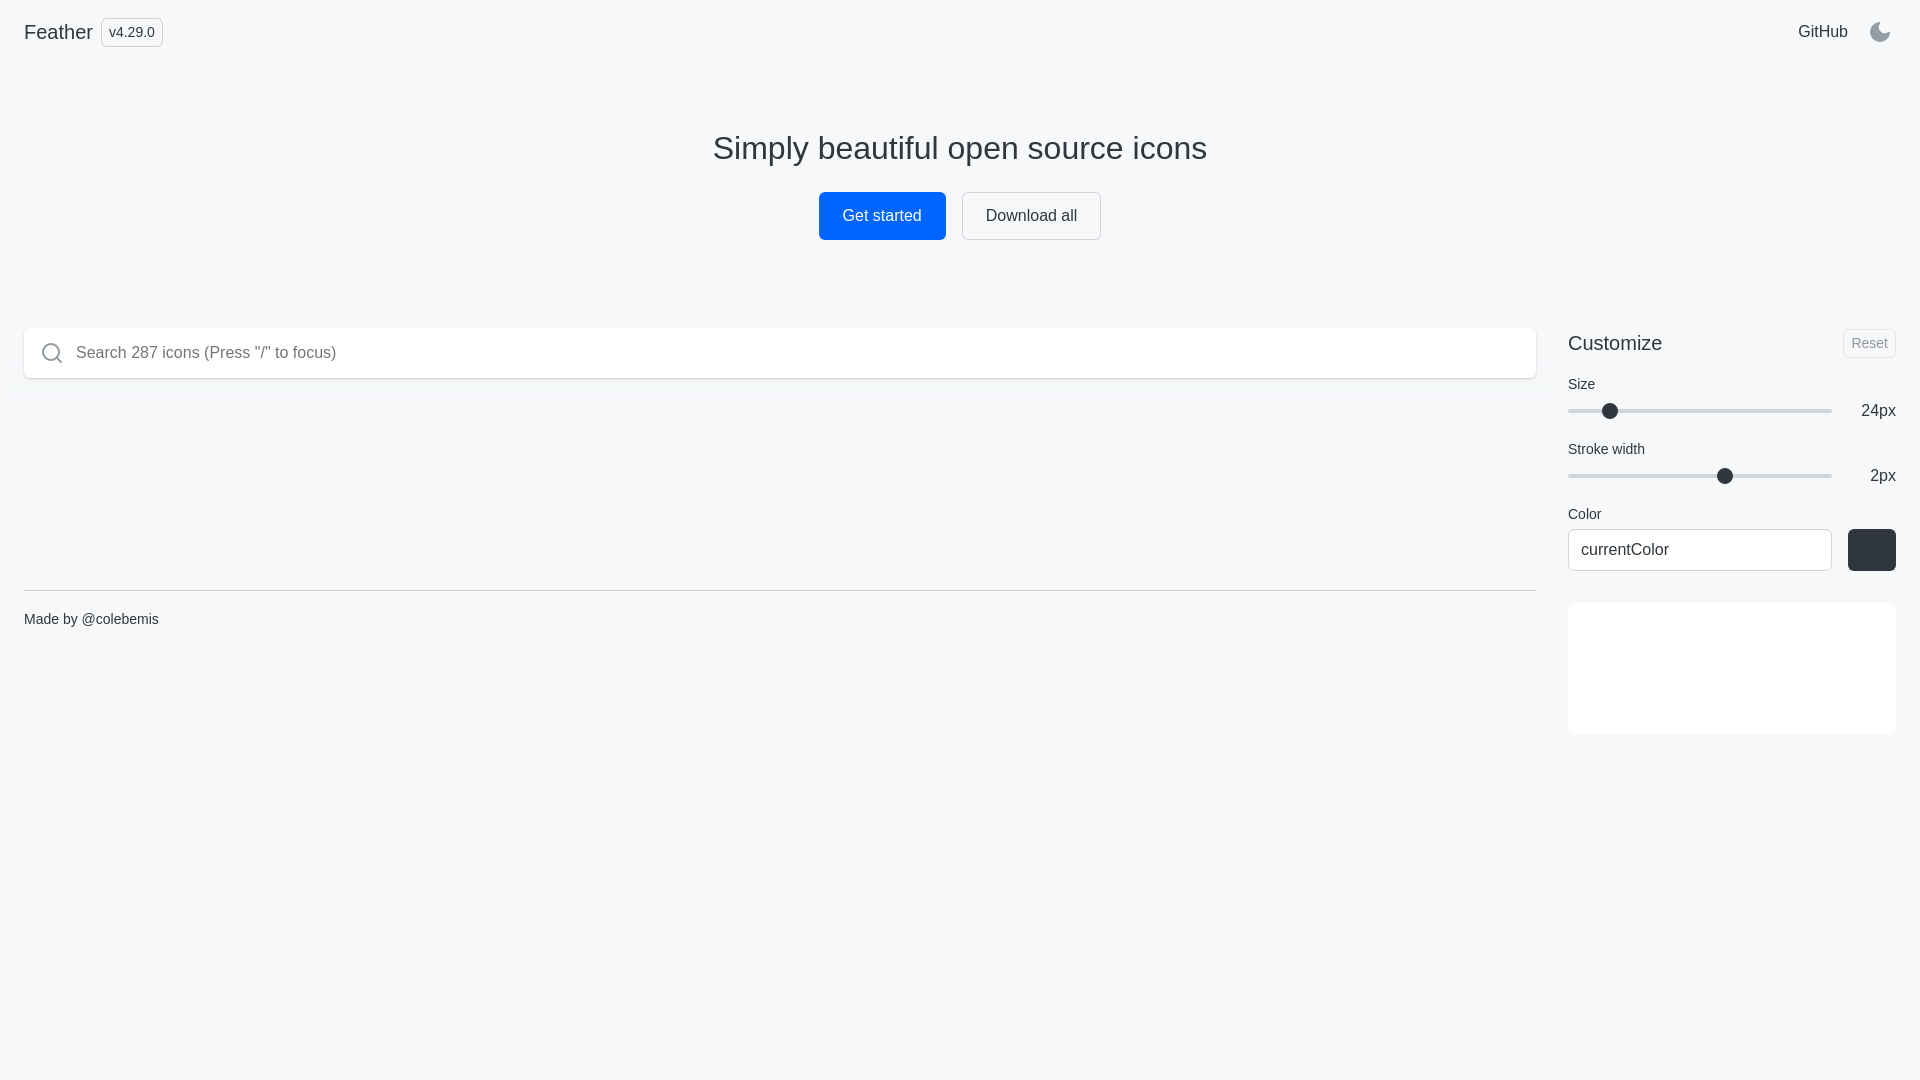 Feather v4.29.0
GitHub
Simply beautiful open source icons
Get started
Download all
Search 287 icons (Press "/" to focus)
Customize
Reset
Size
24px
Stroke width
2px
Color
currentColor
Made by @colebemis